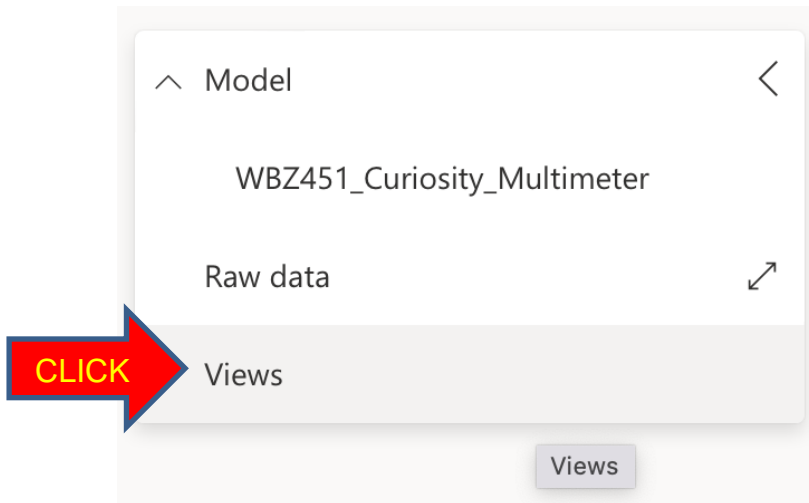 Model
WBZ451_Curiosity_Multimeter
Raw data
CLICK
Views
Views